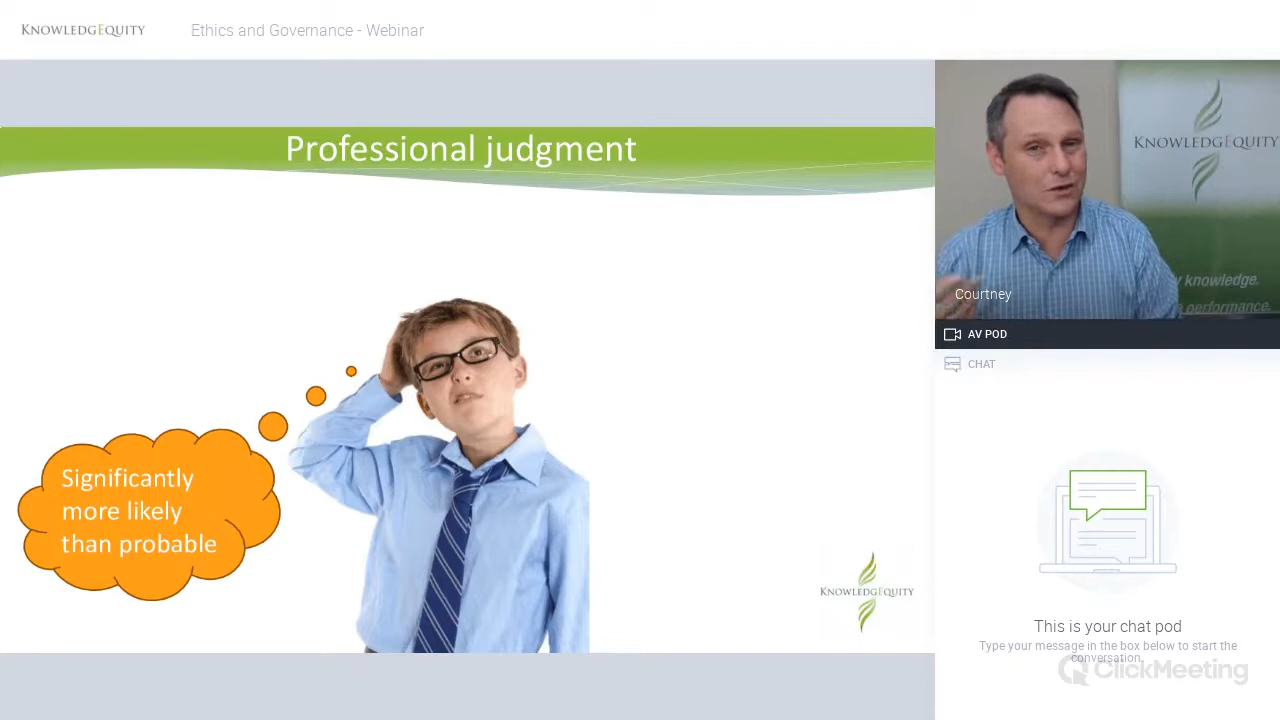 KNOWLEDGEQUITY
Ethics and Governance - Webinar
Professional judgment
Significantly
more likely
than probable
KNOWLEDGEQUITY
KNOWLEDGEQUITY
y knowledge.
performance.
Courtney
AV POD
CHAT
This is your chat pod
Type your message in the box below to start the
conversation.
ClickMeeting